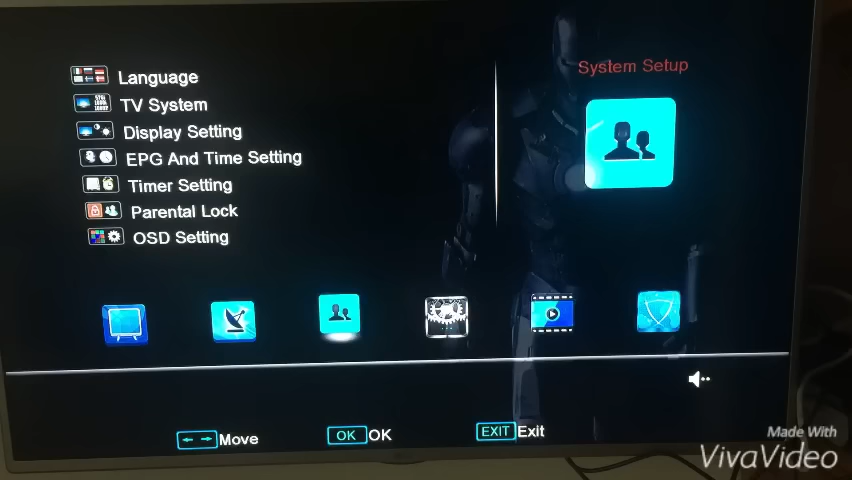 Language
TV System
Display Setting
EPG And Time Setting
Timer Setting
Parental Lock
OSD Setting
System Setup
Move
OK OK
EXIT Exit
Made With
VivaVideo